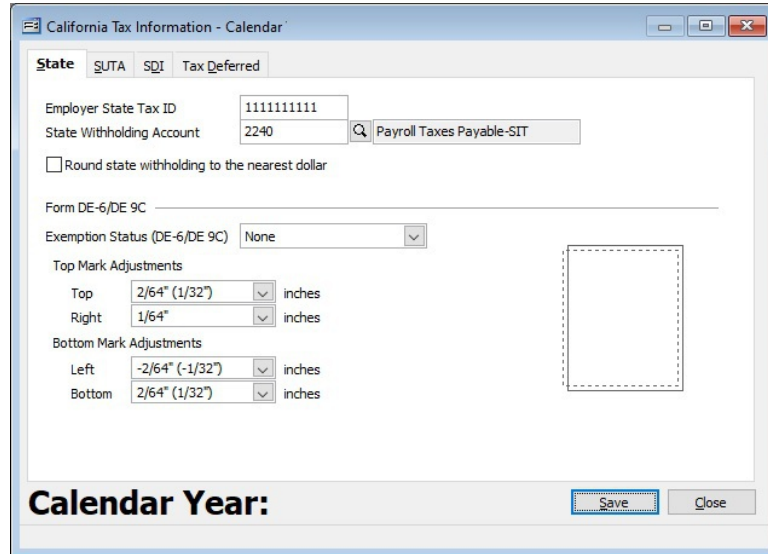 California Tax Information - Calendar
State SUTA SDI Tax Deferred
Employer State Tax ID 1111111111
State Withholding Account 2240 Payroll Taxes Payable-SIT
Round state withholding to the nearest dollar
Form DE-6/DE 9C
Exemption Status (DE-6/DE 9C) None
Top Mark Adjustments
Top 2/64" (1/32") inches
Right 1/64" inches
Bottom Mark Adjustments
Left -2/64" (-1/32") inches
Bottom 2/64" (1/32") inches
Calendar Year:
Save Close